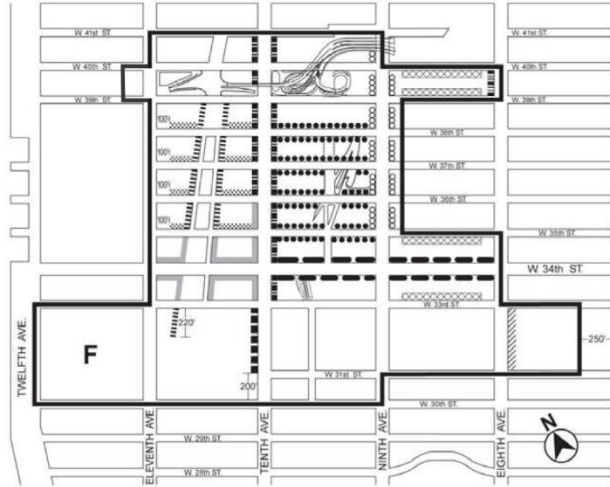 W. 41st ST.
W. 41st ST.
W. 40th ST.
W. 40th ST.
W. 39th ST.
W. 39th ST.
100'
W. 38th ST.
100'
W. 37th ST.
100'
W. 36th ST.
100'
W. 35th ST.
W. 34th ST.
W. 33rd ST.
220'
F
250'
W. 31st ST.
200'
W. 30th ST.
W. 29th ST.
W. 28th ST.
TWELFTH AVE.
ELEVENTH AVE.
TENTH AVE.
NINTH AVE.
EIGHTH AVE.
N